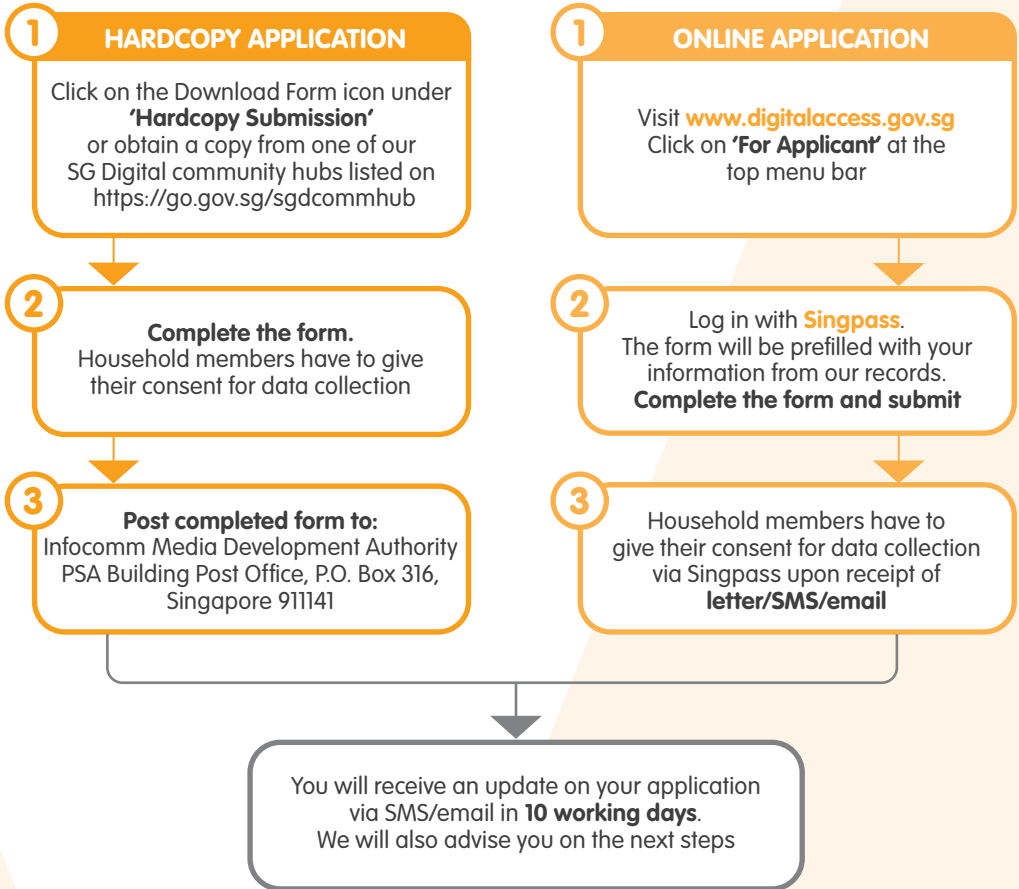 1
HARDCOPY APPLICATION
Click on the Download Form icon under
'Hardcopy Submission'
or obtain a copy from one of our
SG Digital community hubs listed on
https://go.gov.sg/sgdcommhub
2
Complete the form.
Household members have to give
their consent for data collection
3
Post completed form to:
Infocomm Media Development Authority
PSA Building Post Office, P.O. Box 316,
Singapore 911141
1
ONLINE APPLICATION
Visit www.digitalaccess.gov.sg
Click on 'For Applicant' at the
top menu bar
2
Log in with Singpass.
The form will be prefilled with your
information from our records.
Complete the form and submit
3
Household members have to
give their consent for data collection
via Singpass upon receipt of
letter/SMS/email
You will receive an update on your application
via SMS/email in 10 working days.
We will also advise you on the next steps